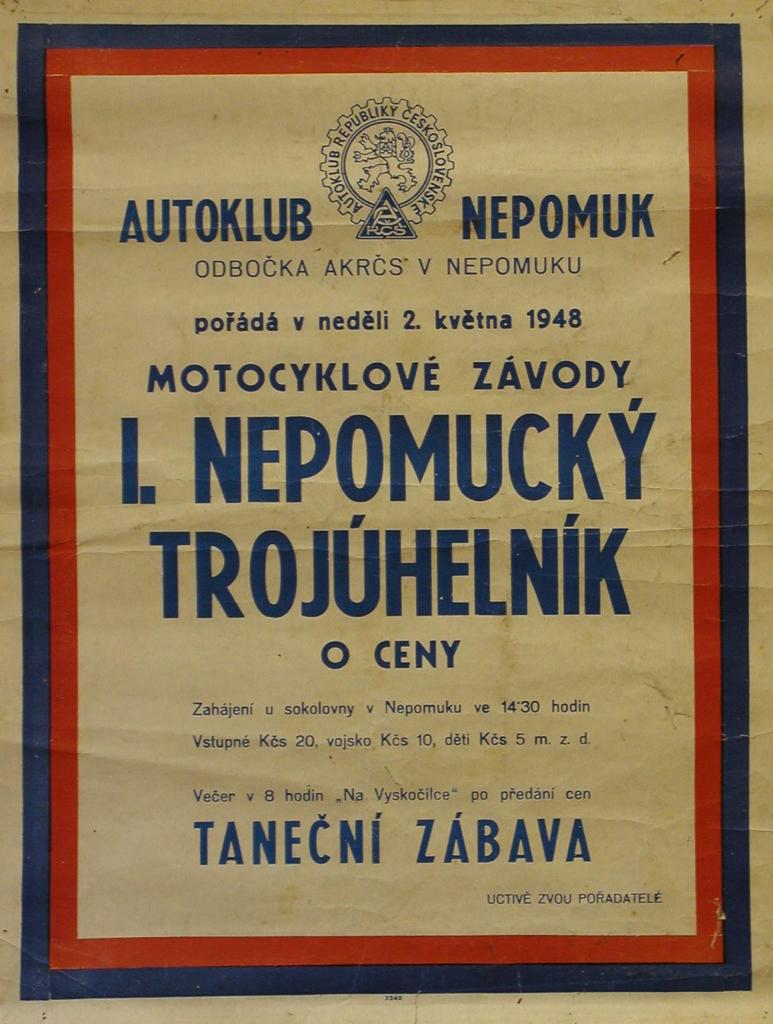 AUTOKLUB REPUBLIKY ČESKOSLOVENSKÉ
RČS
AUTOKLUB NEPOMUK
ODBOČKA AKRČS V NEPOMUKU
pořádá v neděli 2. května 1948
MOTOCYKLOVÉ ZÁVODY
I. NEPOMUCKÝ
TROJÚHELNÍK
O CENY
Zahájení u sokolovny v Nepomuku ve 14·30 hodin
Vstupné Kčs 20, vojsko Kčs 10, děti Kčs 5 m. z. d.
Večer v 8 hodin „Na Vyskočilce“ po předání cen
TANEČNÍ ZÁBAVA
UCTIVĚ ZVOU POŘADATELÉ